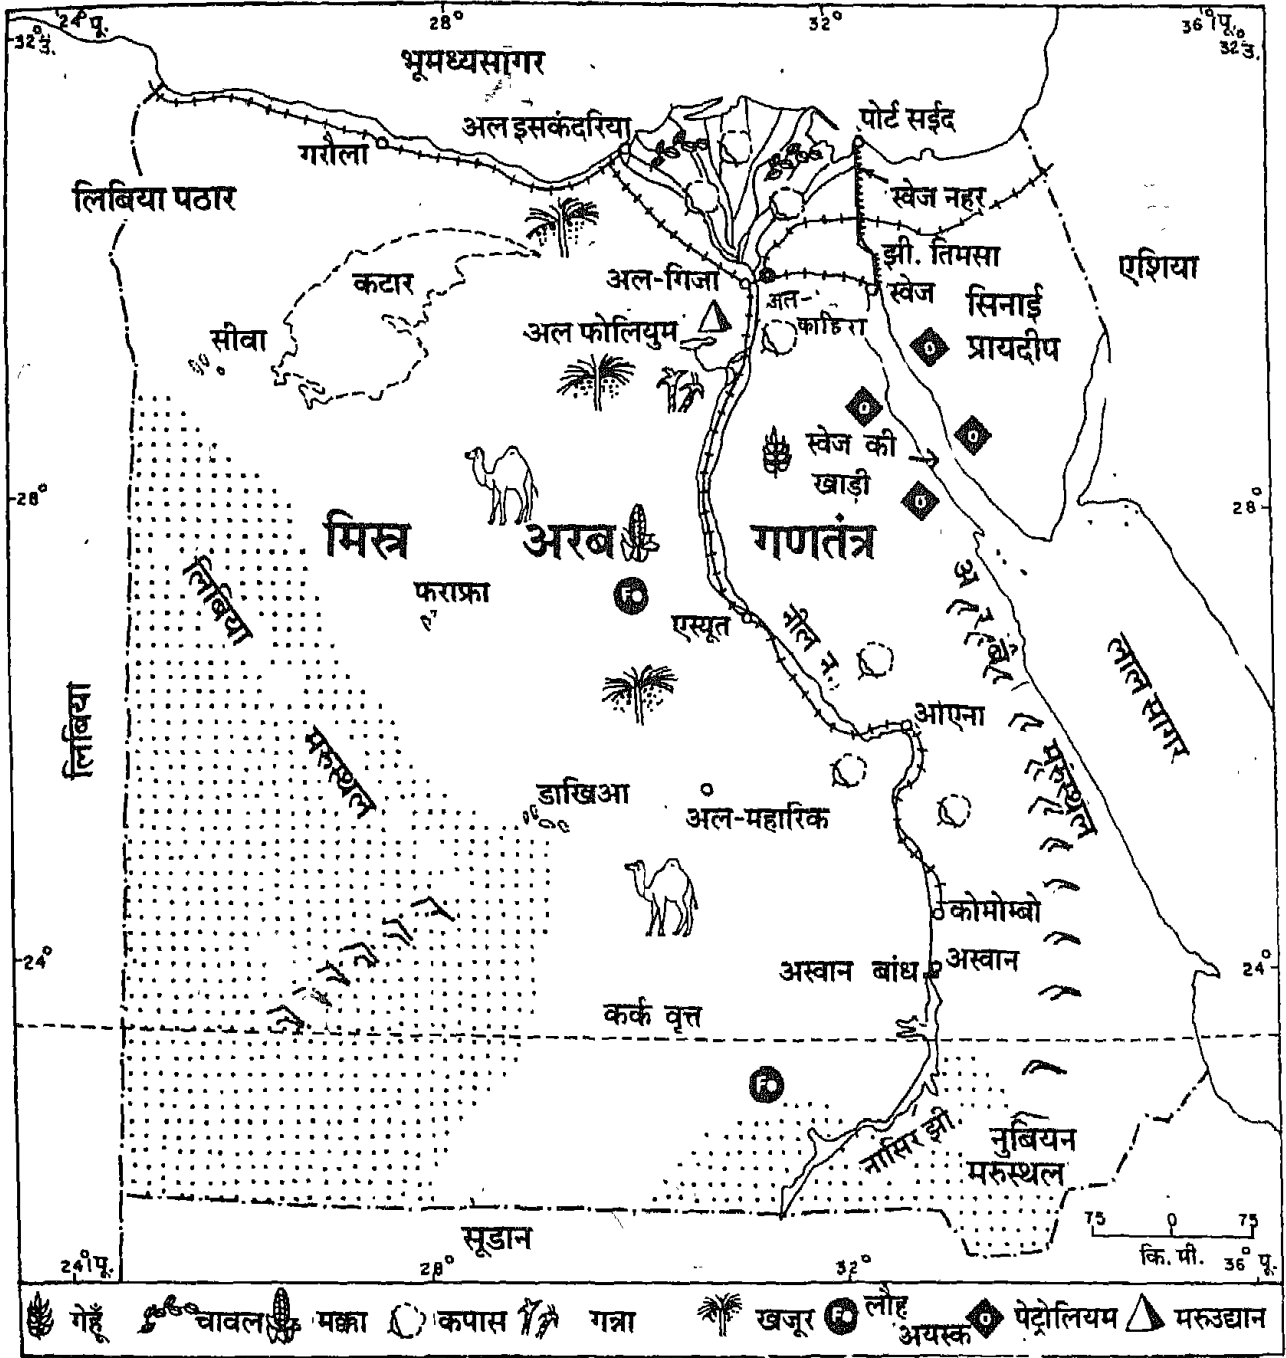 24° पू.
28°
32°
36° पू.
32° उ.
32° उ.
भूमध्यसागर
अल इसकंदरिया
पोर्ट सईद
गरौला
लिबिया पठार
स्वेज नहर
झी. तिमसा
एशिया
कटार
अल-गिजा
स्वेज
सिनाई
प्रायदीप
अल-
काहिरा
सीवा
अल फोलियुम
स्वेज की
खाड़ी
28°
28°
मिस्र अरब गणतंत्र
लिबिया
मरुस्थल
फराफ्रा
एस्यूत
नील न.
अरब
मरुस्थल
लाल सागर
लिबिया
ओएना
डाखिआ
अल-महारिक
कोमोम्बो
24°
24°
अस्वान बांध
अस्वान
कर्क वृत्त
नासिर झी.
नुबियन
मरुस्थल
सूडान
75 0 75
कि. मी.
24° पू.
28°
32°
36° पू.
गेहूँ चावल मक्का कपास गन्ना खजूर लौह अयस्क पेट्रोलियम मरुउद्यान